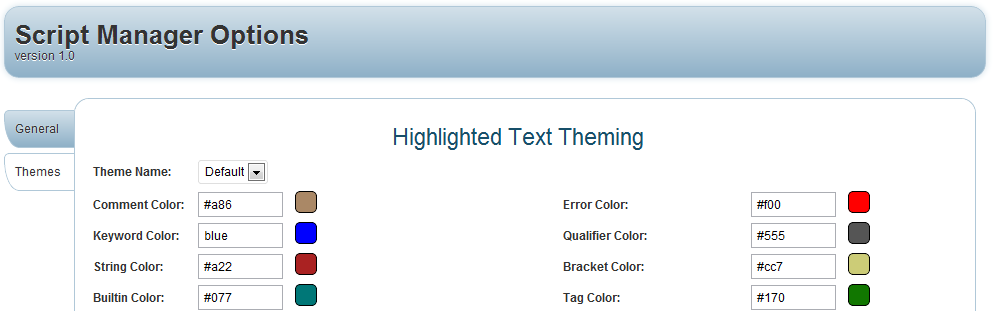 Script Manager Options
version 1.0
General
Themes
Highlighted Text Theming
Theme Name: Default
Comment Color: #a86 Error Color: #f00
Keyword Color: blue Qualifier Color: #555
String Color: #a22 Bracket Color: #cc7
Builtin Color: #077 Tag Color: #170